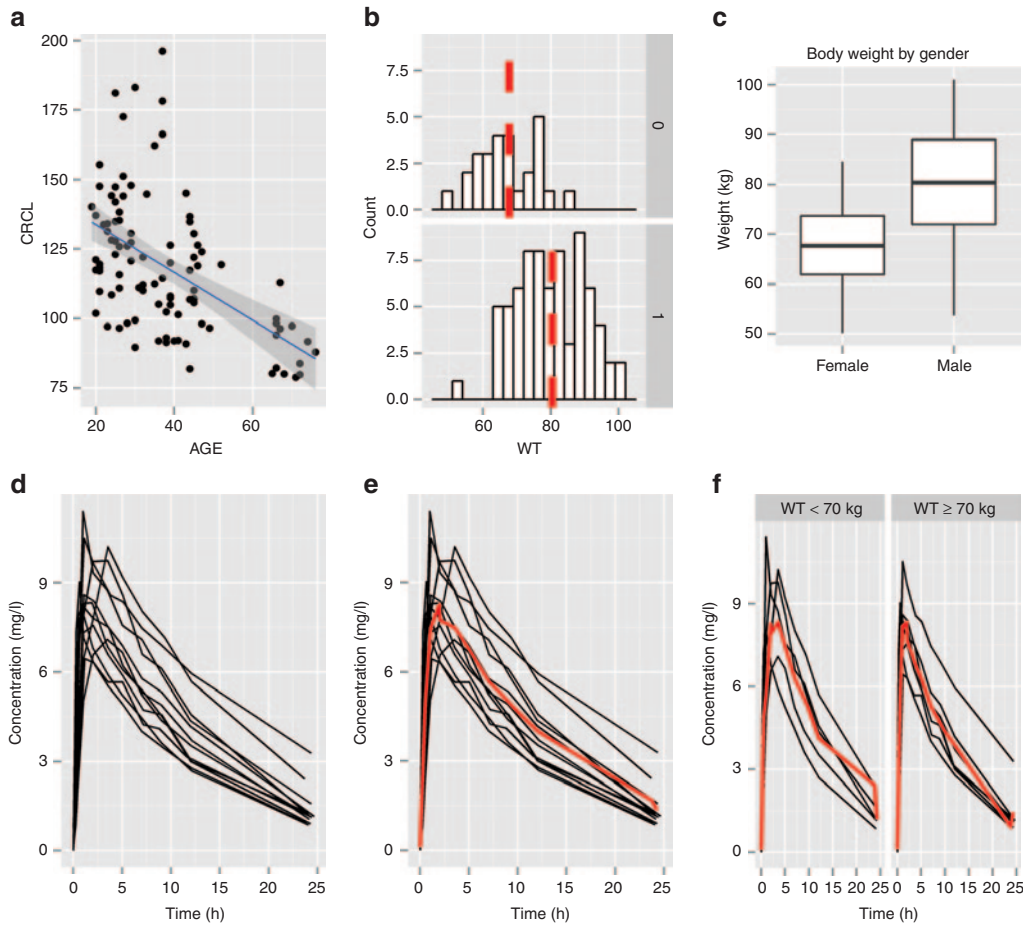 a
200
175
150
125
100
75
CRCL
20
40
60
AGE
b
7.5
5.0
2.5
0.0
0
7.5
5.0
2.5
0.0
1
Count
60
80
100
WT
c
Body weight by gender
100
90
80
70
60
50
Weight (kg)
Female
Male
d
9
6
3
0
Concentration (mg/l)
0
5
10
15
20
25
Time (h)
e
9
6
3
0
Concentration (mg/l)
0
5
10
15
20
25
Time (h)
f
WT < 70 kg
WT ≥ 70 kg
9
6
3
0
Concentration (mg/l)
0
5
10
15
20
25
0
5
10
15
20
25
Time (h)